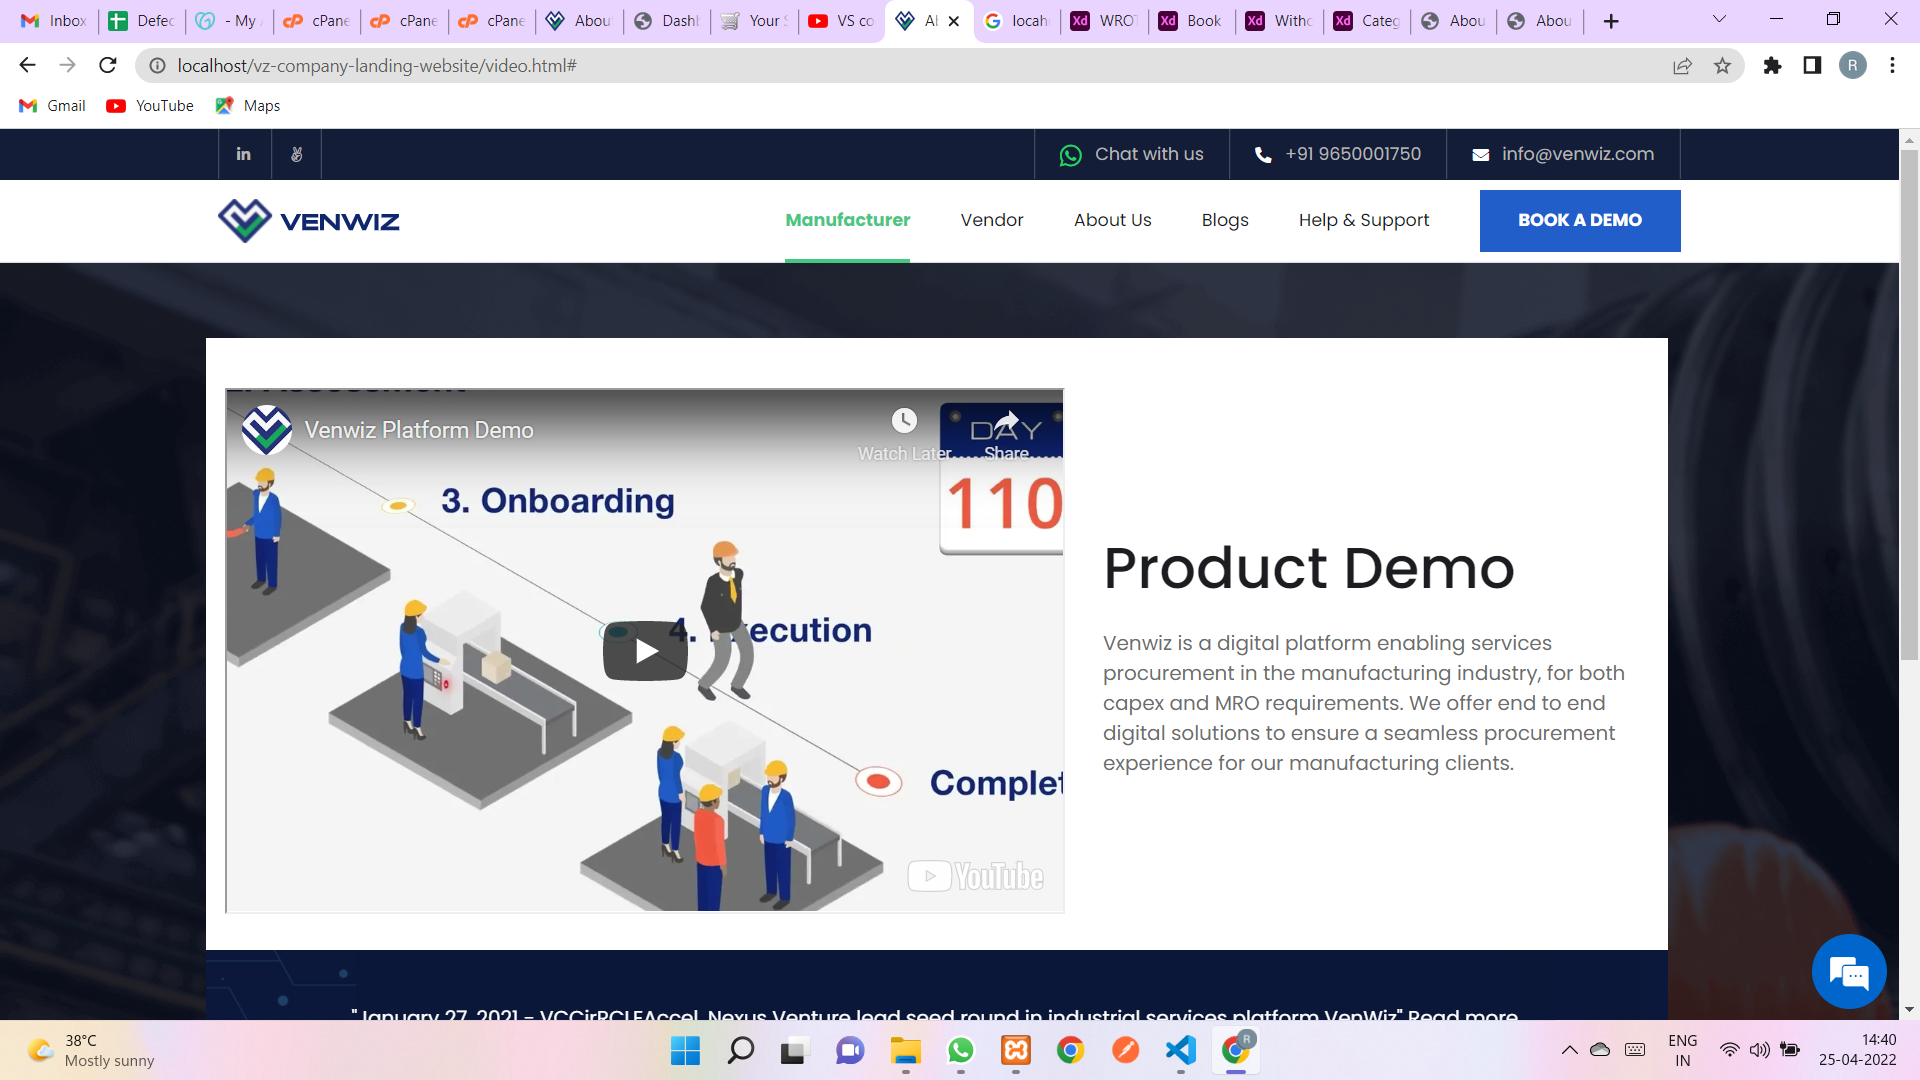 Inbox
Defec
- My
cPane
cPane
cPane
Abou
Dashl
Your S
VS co
Al
locah
WRO
Book
Withc
Categ
Abou
Abou
localhost/vz-company-landing-website/video.html#
R
Gmail
YouTube
Maps
in
Chat with us
+91 9650001750
info@venwiz.com
VENWIZ
Manufacturer
Vendor
About Us
Blogs
Help & Support
BOOK A DEMO
Venwiz Platform Demo
Watch Later
Share
DAY
110
3. Onboarding
4. ecution
Complet
YouTube
Product Demo
Venwiz is a digital platform enabling services
procurement in the manufacturing industry, for both
capex and MRO requirements. We offer end to end
digital solutions to ensure a seamless procurement
experience for our manufacturing clients.
"January 27, 2021 - VCCirRCLEAccel, Nexus Venture lead seed round in industrial services platform VenWiz" Read more
38°C
Mostly sunny
R
ENG
IN
14:40
25-04-2022